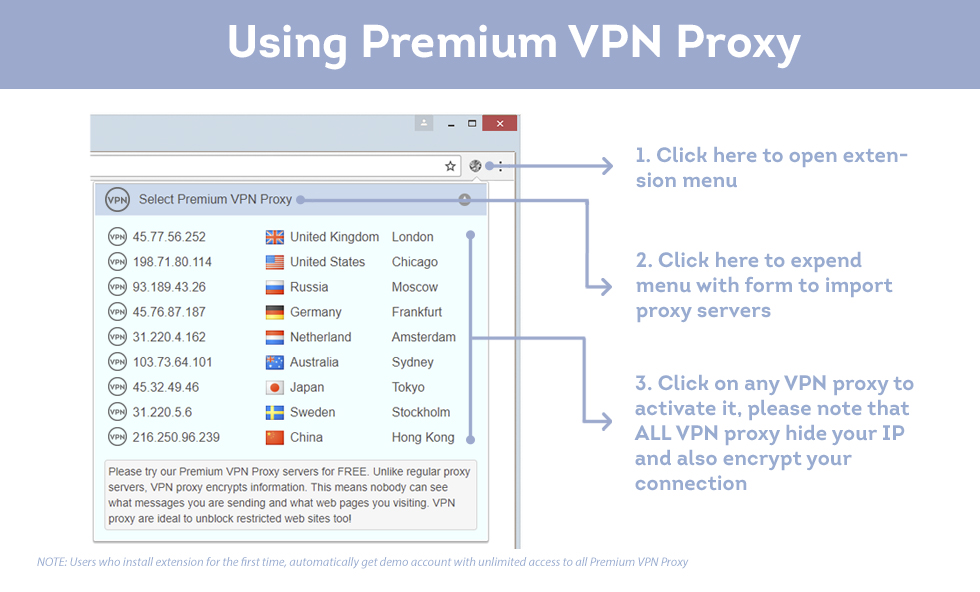 Using Premium VPN Proxy
VPN Select Premium VPN Proxy
VPN 45.77.56.252 United Kingdom London
VPN 198.71.80.114 United States Chicago
VPN 93.189.43.26 Russia Moscow
VPN 45.76.87.187 Germany Frankfurt
VPN 31.220.4.162 Netherland Amsterdam
VPN 103.73.64.101 Australia Sydney
VPN 45.32.49.46 Japan Tokyo
VPN 31.220.5.6 Sweden Stockholm
VPN 216.250.96.239 China Hong Kong
Please try our Premium VPN Proxy servers for FREE. Unlike regular proxy
servers, VPN proxy encrypts information. This means nobody can see
what messages you are sending and what web pages you visiting. VPN
proxy are ideal to unblock restricted web sites too!
1. Click here to open exten-
sion menu
2. Click here to expend
menu with form to import
proxy servers
3. Click on any VPN proxy to
activate it, please note that
ALL VPN proxy hide your IP
and also encrypt your
connection
NOTE: Users who install extension for the first time, automatically get demo account with unlimited access to all Premium VPN Proxy